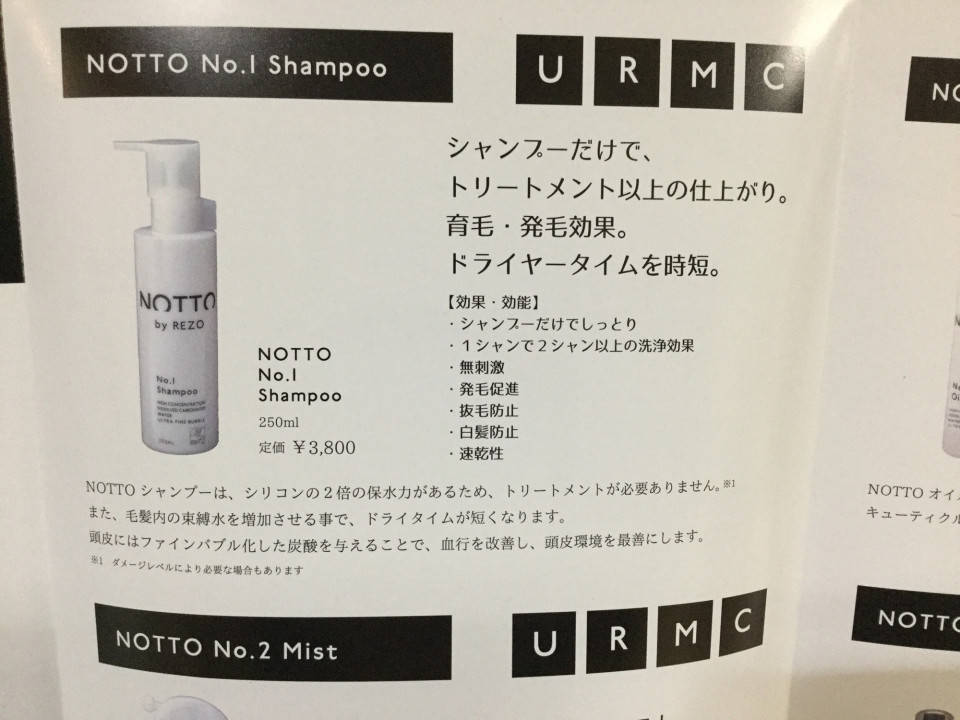 NOTTO No.1 Shampoo
U R M C
シャンプーだけで、
トリートメント以上の仕上がり。
育毛・発毛効果。
ドライヤータイムを時短。
【効果・効能】
・シャンプーだけでしっとり
・１シャンで２シャン以上の洗浄効果
・無刺激
・発毛促進
・抜毛防止
・白髪防止
・速乾性
NOTTO
by REZO
No.1
Shampoo
HIGH CONCENTRATION
DISSOLVED CARBONATED
WATER
ULTRA FINE BUBBLE
250mL
NOTTO
No.1
Shampoo
250ml
定価 ¥3,800
NOTTO シャンプーは、シリコンの２倍の保水力があるため、トリートメントが必要ありません。※1
また、毛髪内の束縛水を増加させる事で、ドライタイムが短くなります。
頭皮にはファインバブル化した炭酸を与えることで、血行を改善し、頭皮環境を最善にします。
※1 ダメージレベルにより必要な場合もあります
NOTTO No.2 Mist
U R M C
NOTTO オイ
キューティクル
NOTTO